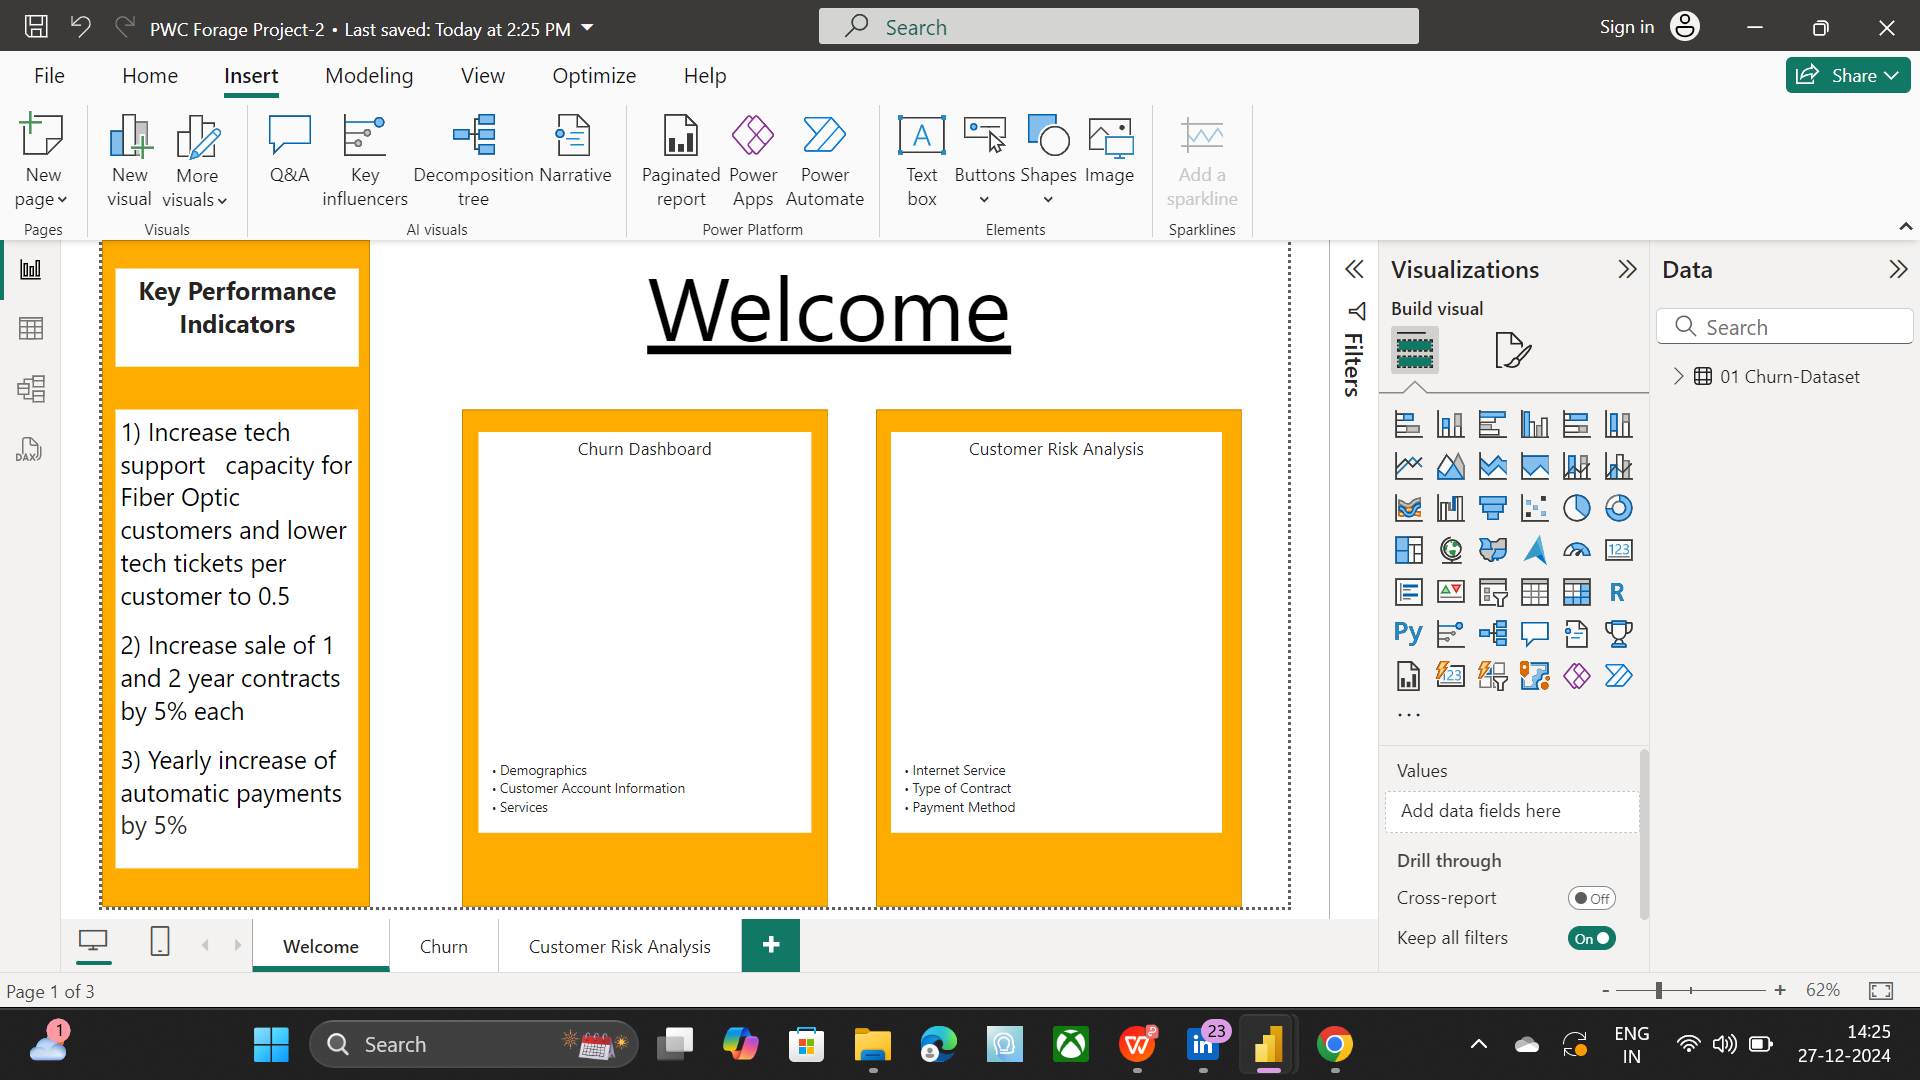 PWC Forage Project-2 • Last saved: Today at 2:25 PM
Search
Sign in
File
Home
Insert
Modeling
View
Optimize
Help
Share
New page
New visual
More visuals
Q&A
Key influencers
Decomposition tree
Narrative
Paginated report
Power Apps
Power Automate
Text box
Buttons
Shapes
Image
Add a sparkline
Pages
Visuals
AI visuals
Power Platform
Elements
Sparklines
DAX
Key Performance
Indicators
1) Increase tech
support capacity for
Fiber Optic
customers and lower
tech tickets per
customer to 0.5
2) Increase sale of 1
and 2 year contracts
by 5% each
3) Yearly increase of
automatic payments
by 5%
Welcome
Churn Dashboard
• Demographics
• Customer Account Information
• Services
Customer Risk Analysis
• Internet Service
• Type of Contract
• Payment Method
Filters
Visualizations
Build visual
123
R
Py
123
...
Values
Add data fields here
Drill through
Cross-report
Off
Keep all filters
On
Data
Search
01 Churn-Dataset
Welcome
Churn
Customer Risk Analysis
+
Page 1 of 3
- + 62%
1
Search
23
ENG
IN
14:25
27-12-2024